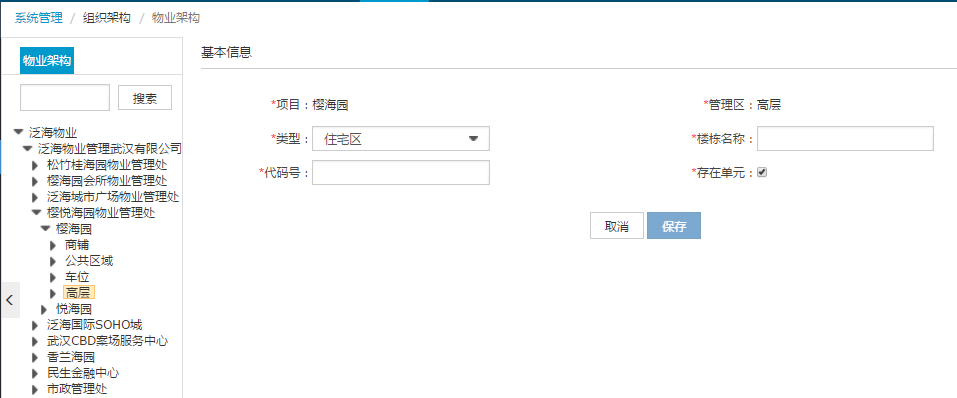 系统管理 / 组织架构 / 物业架构
物业架构
搜索
泛海物业
泛海物业管理武汉有限公司
松竹桂海园物业管理处
樱海园会所物业管理处
泛海城市广场物业管理处
樱悦海园物业管理处
樱海园
商铺
公共区域
车位
高层
悦海园
泛海国际SOHO城
武汉CBD案场服务中心
香兰海园
民生金融中心
市政管理处
基本信息
*项目：樱海园 *管理区：高层
*类型： 住宅区 *楼栋名称：
*代码号： *存在单元：
取消 保存